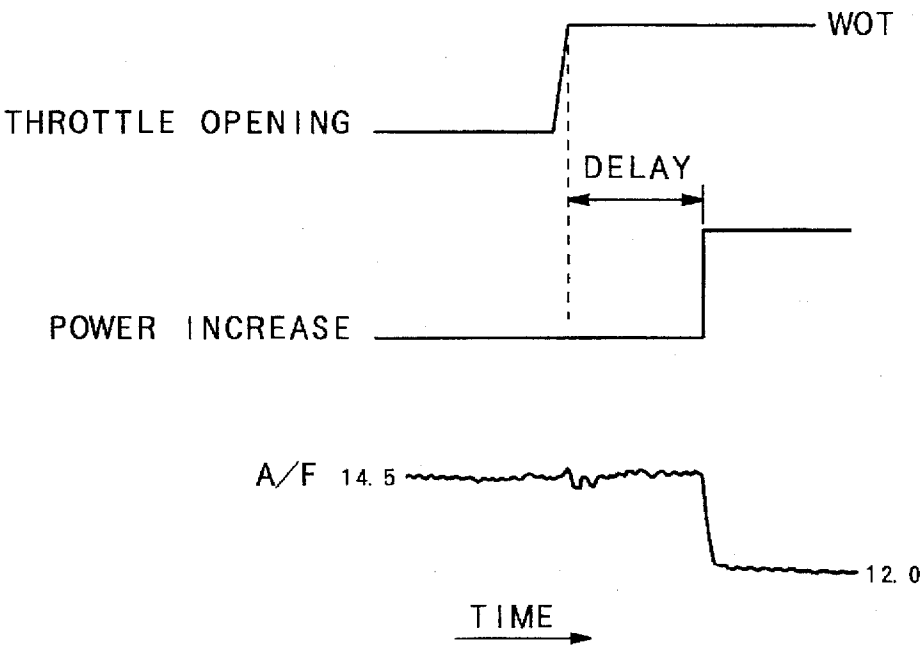 WOT
THROTTLE OPENING
DELAY
POWER INCREASE
A/F 14.5
12.0
TIME